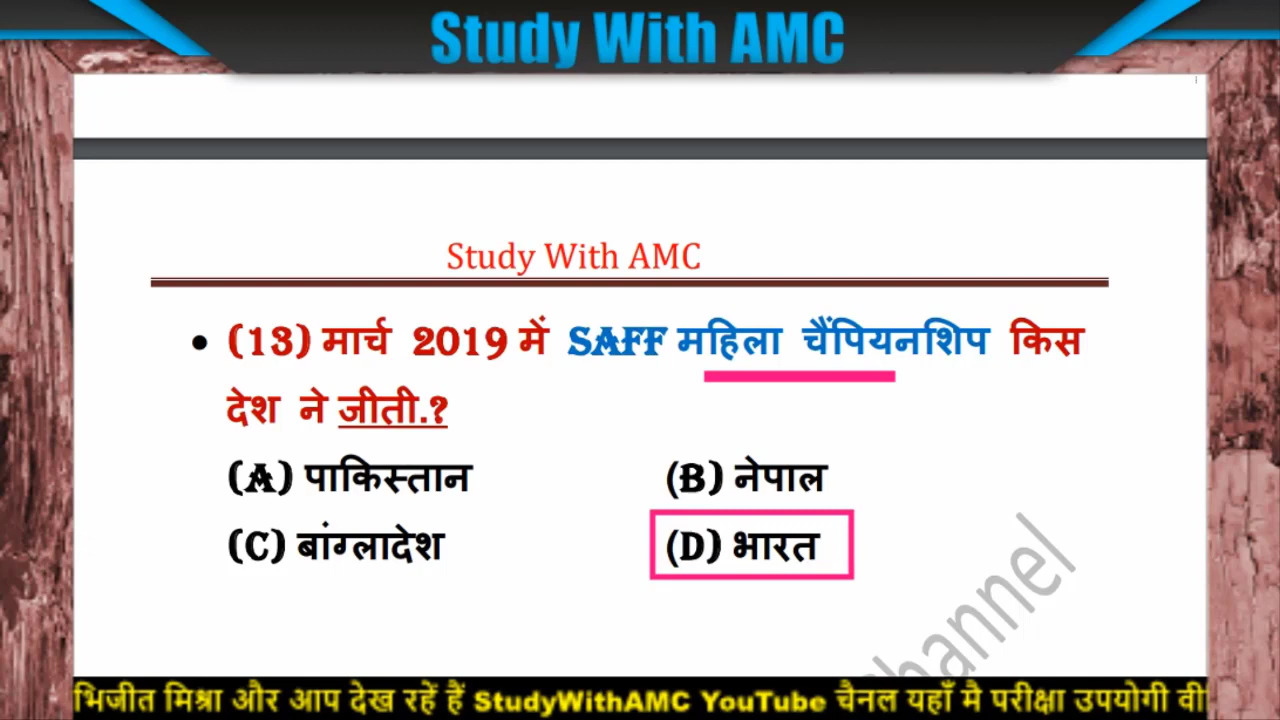 Study With AMC
Study With AMC
• (13) मार्च 2019 में SAFF महिला चैंपियनशिप किस
देश ने जीती.?
(A) पाकिस्तान (B) नेपाल
(C) बांग्लादेश (D) भारत
hannel
भिजीत मिश्रा और आप देख रहें हैं StudyWithAMC YouTube चैनल यहाँ मै परीक्षा उपयोगी वी